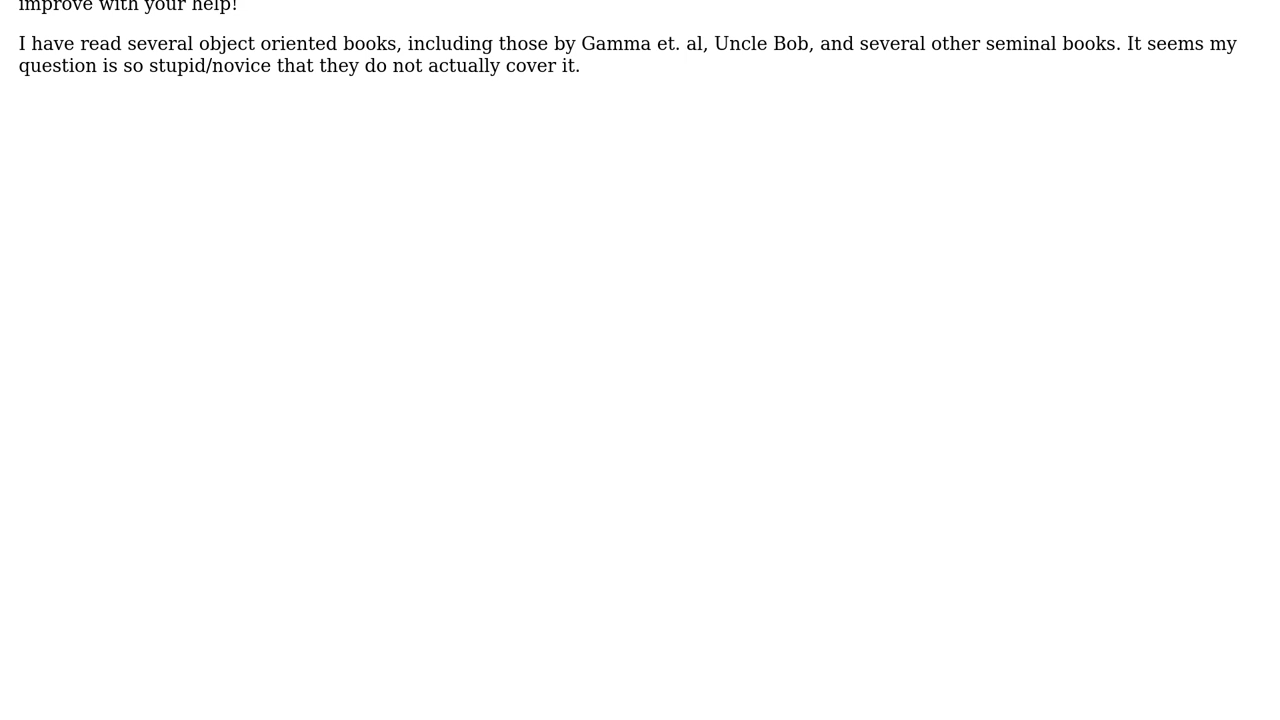 improve with your help!
I have read several object oriented books, including those by Gamma et. al, Uncle Bob, and several other seminal books. It seems my
question is so stupid/novice that they do not actually cover it.